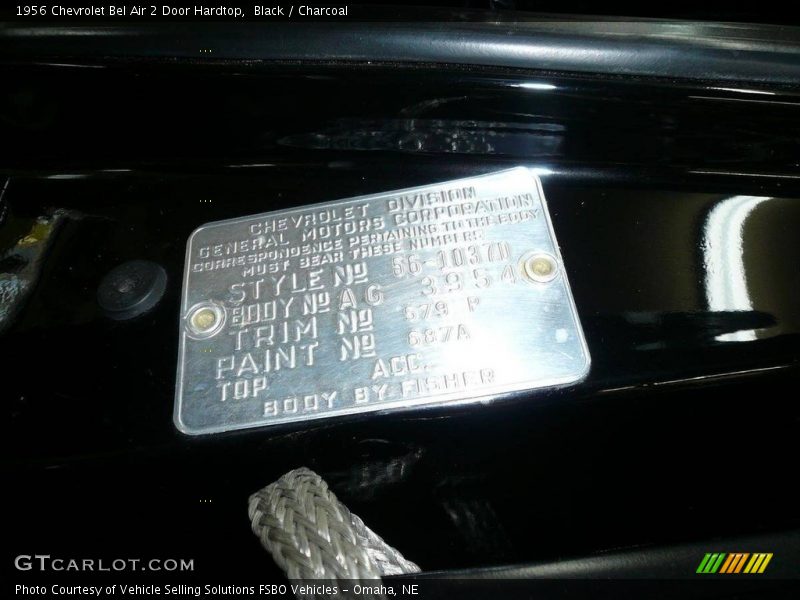 1956 Chevrolet Bel Air 2 Door Hardtop, Black / Charcoal
CHEVROLET DIVISION
GENERAL MOTORS CORPORATION
CORRESPONDENCE PERTAINING TO THE BODY
MUST BEAR THESE NUMBERS.
STYLE No 56-1037D
BODY No AG 3954
TRIM No 579 P
PAINT No 687A
TOP ACC.
BODY BY FISHER
GTCARLOT.COM
Photo Courtesy of Vehicle Selling Solutions FSBO Vehicles - Omaha, NE